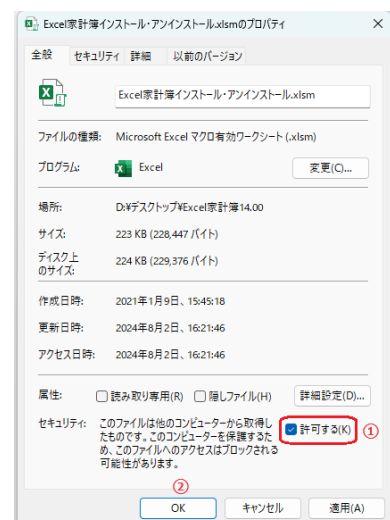 Excel家計簿インストール・アンインストール.xlsmのプロパティ
全般 セキュリティ 詳細 以前のバージョン
Excel家計簿インストール・アンインストール.xlsm
ファイルの種類: Microsoft Excel マクロ有効ワークシート (.xlsm)
プログラム: Excel 変更(C)...
場所: D:¥デスクトップ¥Excel家計簿14.00
サイズ: 223 KB (228,447 バイト)
ディスク上
のサイズ: 224 KB (229,376 バイト)
作成日時: 2021年1月9日、15:45:18
更新日時: 2024年8月2日、16:21:46
アクセス日時: 2024年8月2日、16:21:46
属性: 読み取り専用(R) 隠しファイル(H) 詳細設定(D)...
セキュリティ: このファイルは他のコンピューターから取得し
たものです。このコンピューターを保護するた
め、このファイルへのアクセスはブロックされる
可能性があります。
許可する(K) ①
②
OK キャンセル 適用(A)